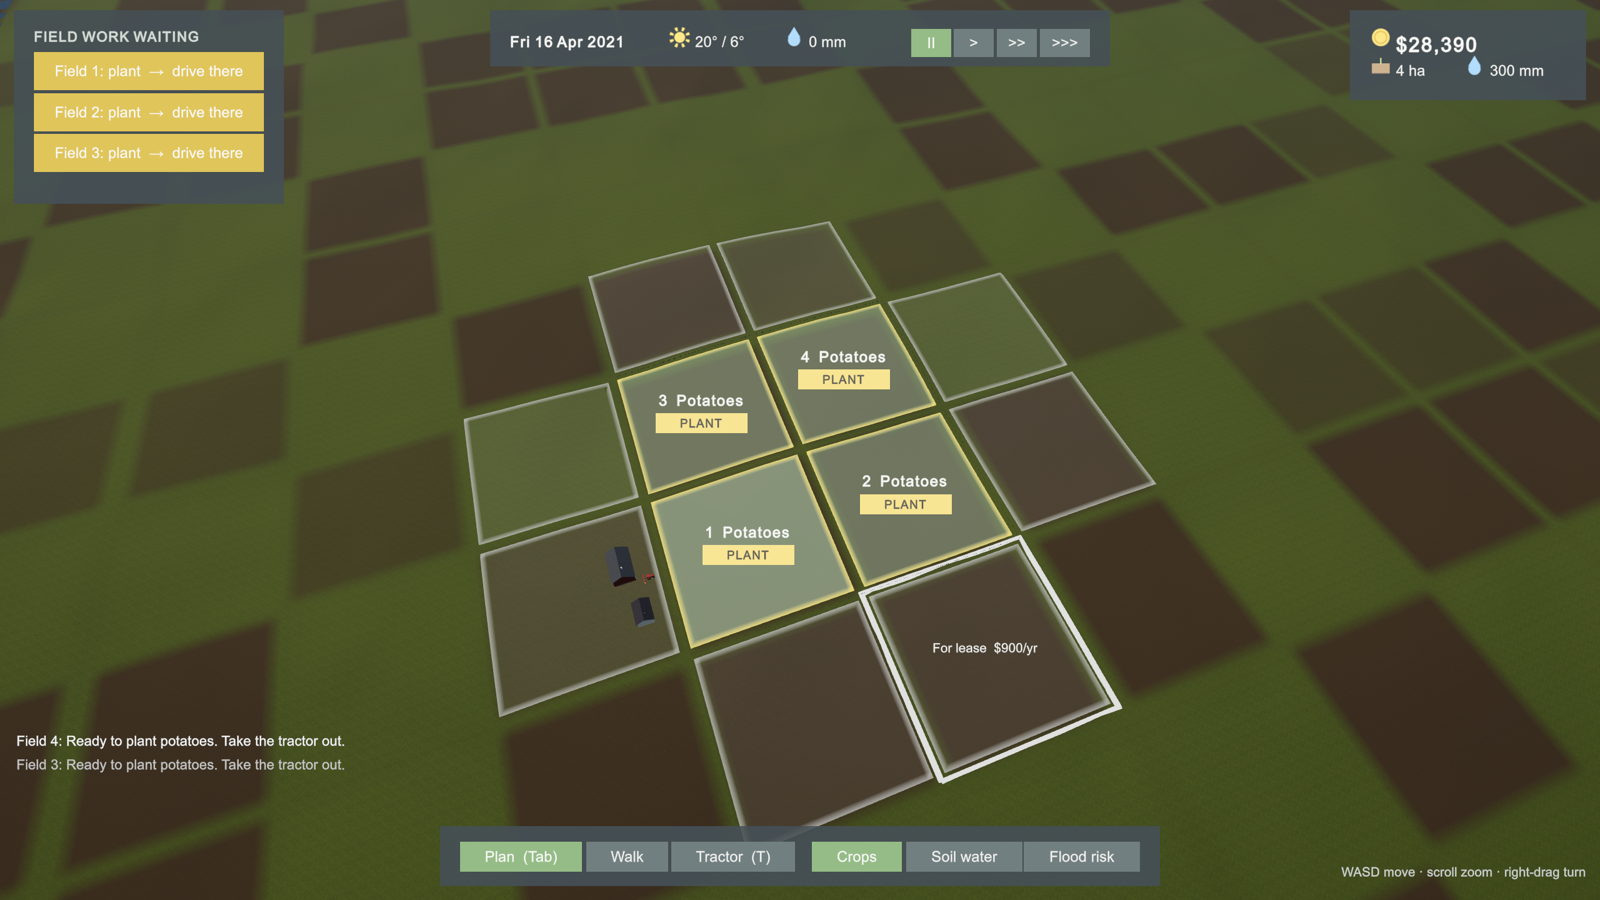 FIELD WORK WAITING
Field 1: plant → drive there
Field 2: plant → drive there
Field 3: plant → drive there
Fri 16 Apr 2021
20° / 6°
0 mm
||
>
>>
>>>
$28,390
4 ha
300 mm
4 Potatoes
PLANT
3 Potatoes
PLANT
2 Potatoes
PLANT
1 Potatoes
PLANT
For lease $900/yr
Field 4: Ready to plant potatoes. Take the tractor out.
Field 3: Ready to plant potatoes. Take the tractor out.
Plan (Tab)
Walk
Tractor (T)
Crops
Soil water
Flood risk
WASD move · scroll zoom · right-drag turn